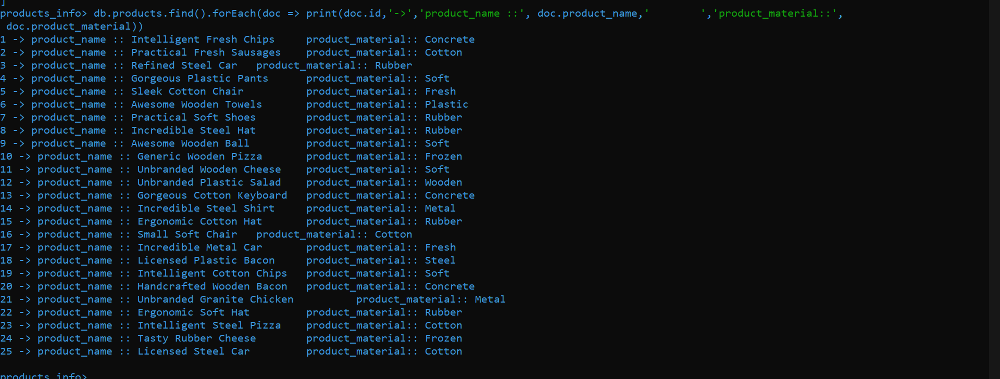 ]
products_info> db.products.find().forEach(doc => print(doc.id,'->','product_name ::', doc.product_name,'         ','product_material::',
 doc.product_material))
1 -> product_name :: Intelligent Fresh Chips     product_material:: Concrete
2 -> product_name :: Practical Fresh Sausages    product_material:: Cotton
3 -> product_name :: Refined Steel Car   product_material:: Rubber
4 -> product_name :: Gorgeous Plastic Pants      product_material:: Soft
5 -> product_name :: Sleek Cotton Chair          product_material:: Fresh
6 -> product_name :: Awesome Wooden Towels       product_material:: Plastic
7 -> product_name :: Practical Soft Shoes        product_material:: Rubber
8 -> product_name :: Incredible Steel Hat        product_material:: Rubber
9 -> product_name :: Awesome Wooden Ball         product_material:: Soft
10 -> product_name :: Generic Wooden Pizza       product_material:: Frozen
11 -> product_name :: Unbranded Wooden Cheese    product_material:: Soft
12 -> product_name :: Unbranded Plastic Salad    product_material:: Wooden
13 -> product_name :: Gorgeous Cotton Keyboard   product_material:: Concrete
14 -> product_name :: Incredible Steel Shirt     product_material:: Metal
15 -> product_name :: Ergonomic Cotton Hat       product_material:: Rubber
16 -> product_name :: Small Soft Chair   product_material:: Cotton
17 -> product_name :: Incredible Metal Car       product_material:: Fresh
18 -> product_name :: Licensed Plastic Bacon     product_material:: Steel
19 -> product_name :: Intelligent Cotton Chips   product_material:: Soft
20 -> product_name :: Handcrafted Wooden Bacon   product_material:: Concrete
21 -> product_name :: Unbranded Granite Chicken          product_material:: Metal
22 -> product_name :: Ergonomic Soft Hat         product_material:: Rubber
23 -> product_name :: Intelligent Steel Pizza    product_material:: Cotton
24 -> product_name :: Tasty Rubber Cheese        product_material:: Frozen
25 -> product_name :: Licensed Steel Car         product_material:: Cotton
products_info>